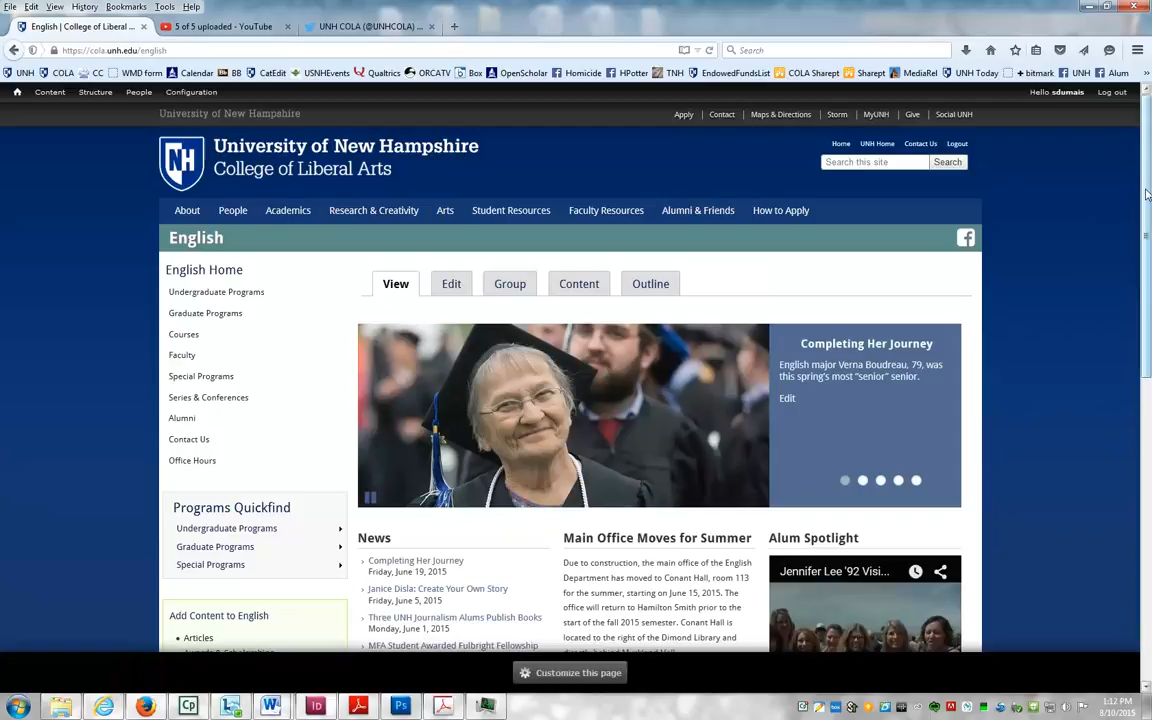 File Edit View History Bookmarks Tools Help
English | College of Liberal ... × 5 of 5 uploaded - YouTube × UNH COLA (@UNHCOLA) ... × +
https://cola.unh.edu/english Search
UNH COLA CC WMD form Calendar BB CatEdit USNHEvents Qualtrics ORCATV Box OpenScholar Homicide HPotter TNH EndowedFundsList COLA Sharept Sharept MediaRel UNH Today + bitmark UNH Alum »
Content Structure People Configuration Hello sdumais Log out
University of New Hampshire Apply Contact Maps & Directions Storm MyUNH Give Social UNH
NH University of New Hampshire
College of Liberal Arts
Home UNH Home Contact Us Logout
Search this site Search
About People Academics Research & Creativity Arts Student Resources Faculty Resources Alumni & Friends How to Apply
English
English Home
Undergraduate Programs
Graduate Programs
Courses
Faculty
Special Programs
Series & Conferences
Alumni
Contact Us
Office Hours
Programs Quickfind
Undergraduate Programs
Graduate Programs
Special Programs
Add Content to English
• Articles
View Edit Group Content Outline
Completing Her Journey
English major Verna Boudreau, 79, was
this spring's most "senior" senior.
Edit
News
› Completing Her Journey
Friday, June 19, 2015
› Janice Disla: Create Your Own Story
Friday, June 5, 2015
› Three UNH Journalism Alums Publish Books
Monday, June 1, 2015
› MFA Student Awarded Fulbright Fellowship
Main Office Moves for Summer
Due to construction, the main office of the English
Department has moved to Conant Hall, room 113
for the summer, starting on June 15, 2015. The
office will return to Hamilton Smith prior to the
start of the fall 2015 semester. Conant Hall is
located to the right of the Dimond Library and
Alum Spotlight
Jennifer Lee '92 Visi...
Customize this page
Cp W Id Ps
1:12 PM
8/10/2015